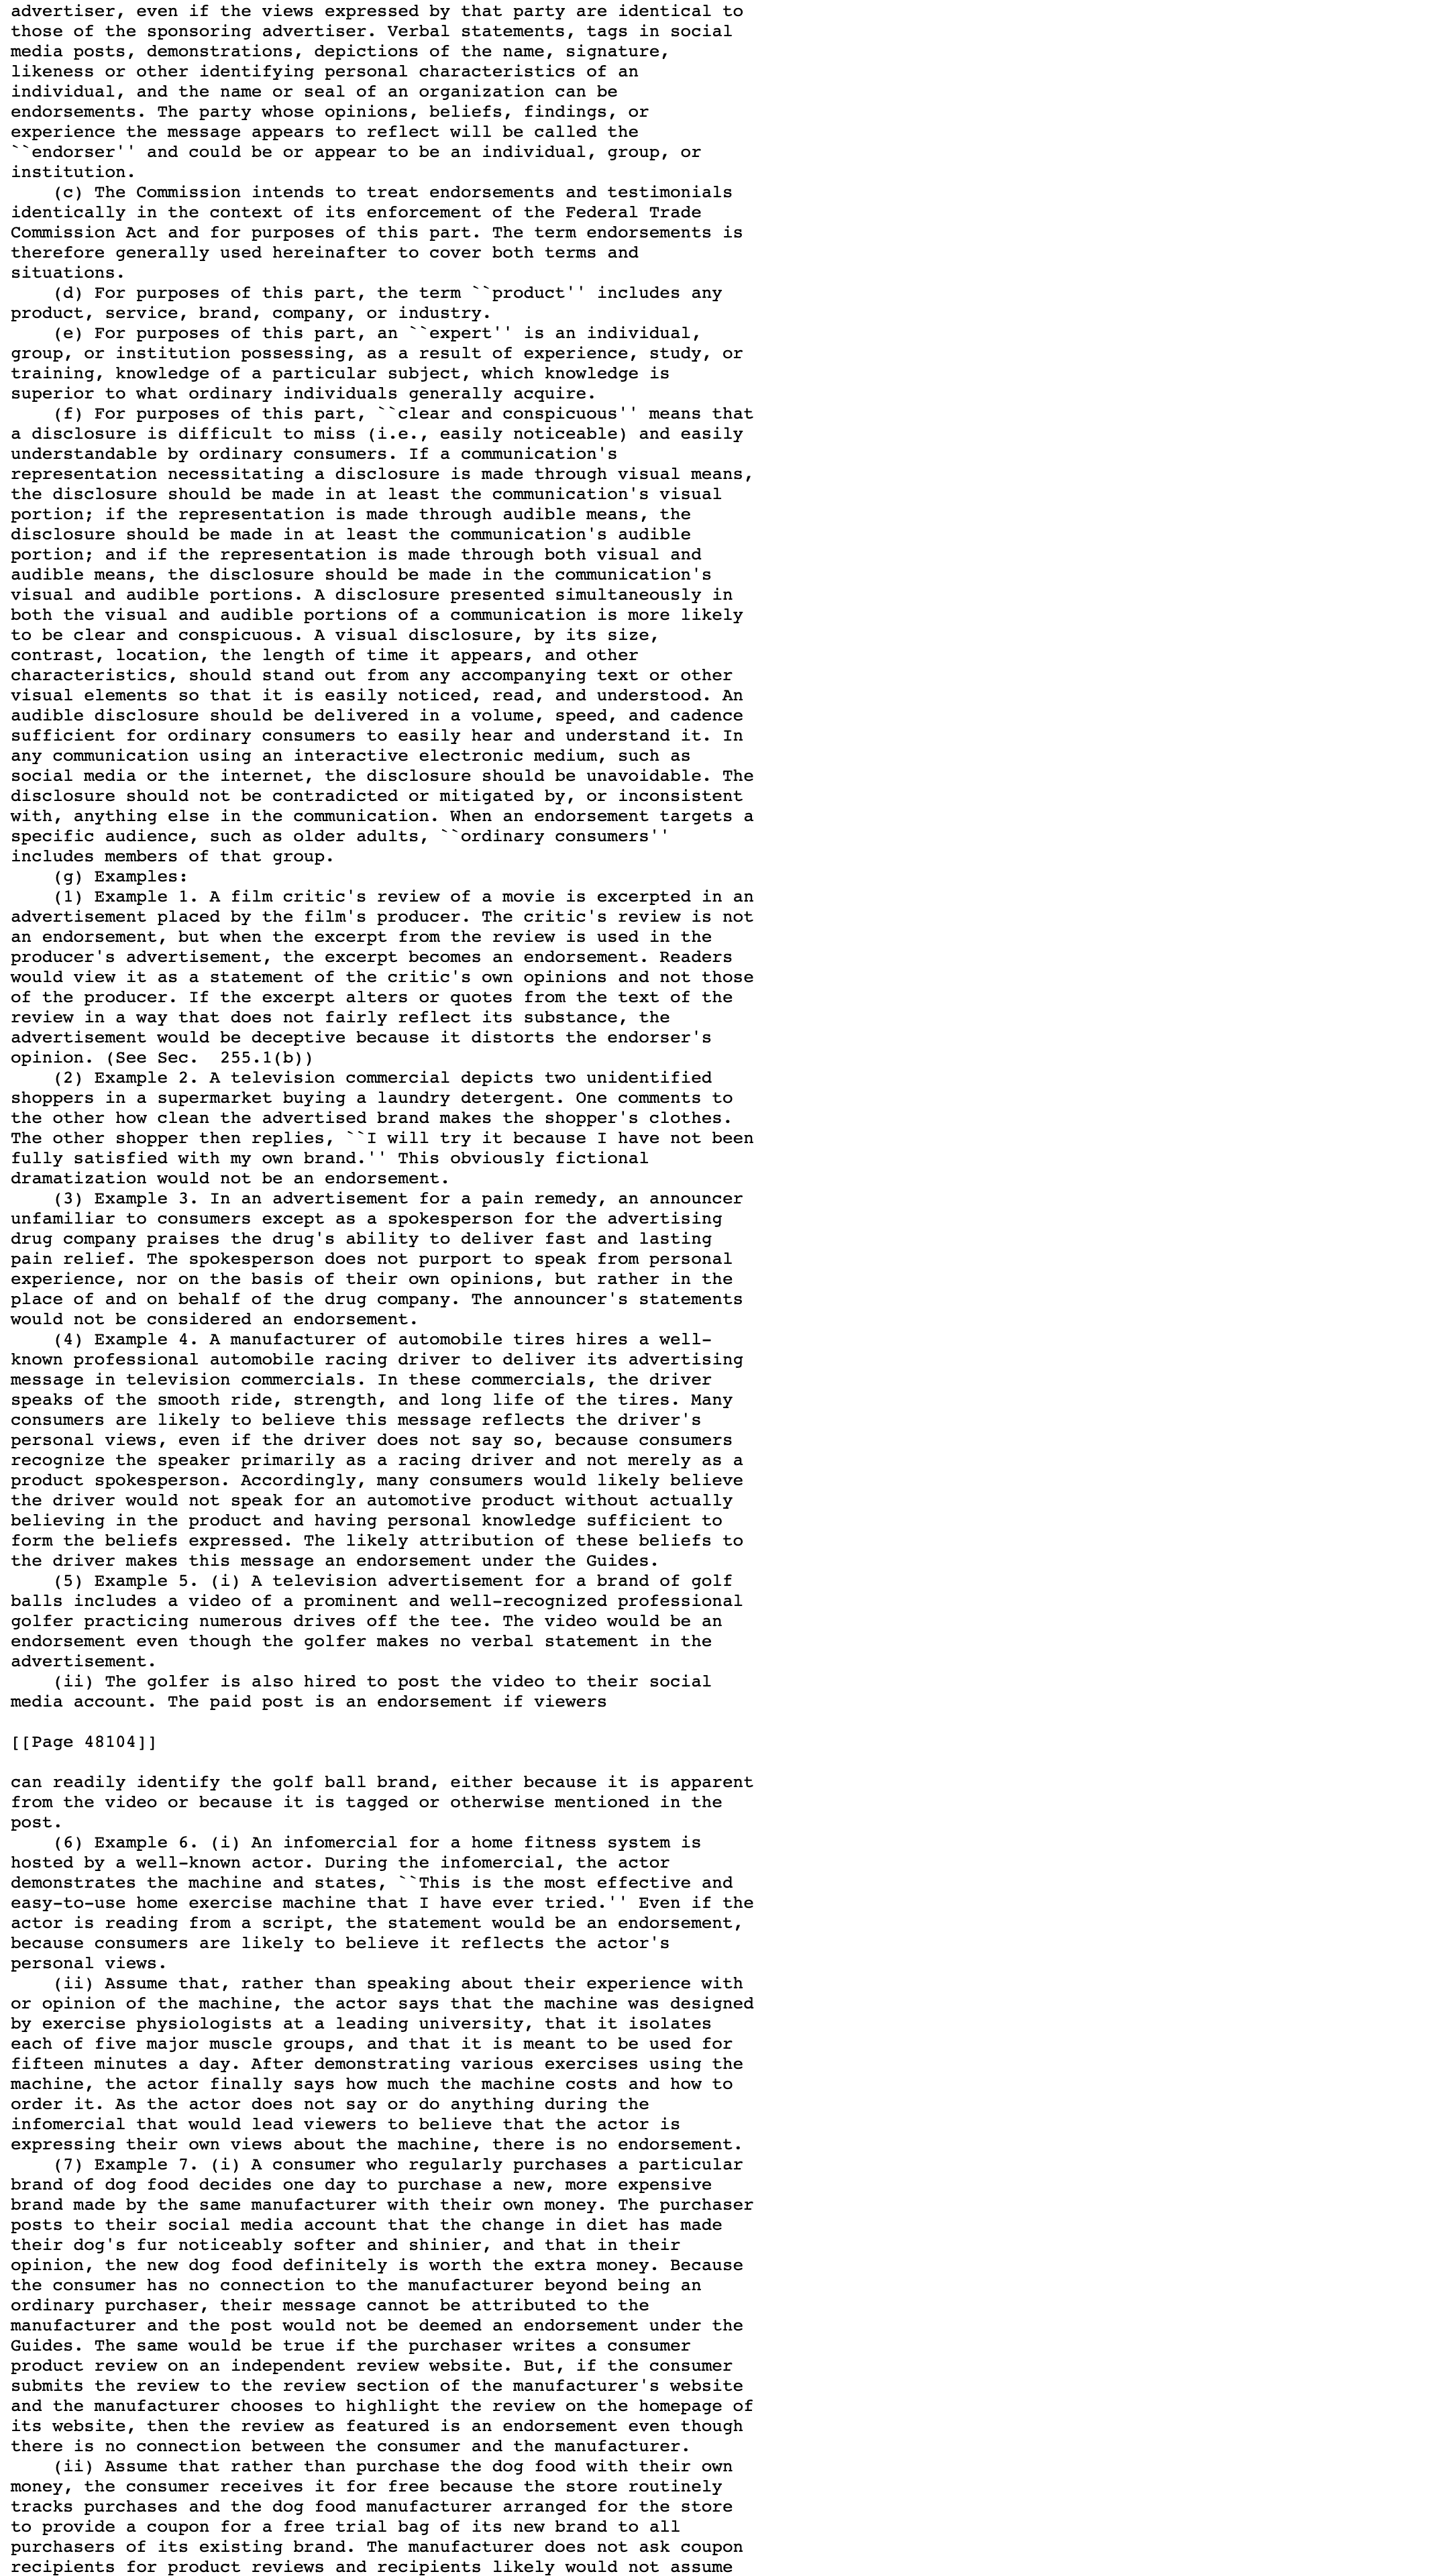 advertiser, even if the views expressed by that party are identical to
those of the sponsoring advertiser. Verbal statements, tags in social
media posts, demonstrations, depictions of the name, signature,
likeness or other identifying personal characteristics of an
individual, and the name or seal of an organization can be
endorsements. The party whose opinions, beliefs, findings, or
experience the message appears to reflect will be called the
``endorser'' and could be or appear to be an individual, group, or
institution.
    (c) The Commission intends to treat endorsements and testimonials
identically in the context of its enforcement of the Federal Trade
Commission Act and for purposes of this part. The term endorsements is
therefore generally used hereinafter to cover both terms and
situations.
    (d) For purposes of this part, the term ``product'' includes any
product, service, brand, company, or industry.
    (e) For purposes of this part, an ``expert'' is an individual,
group, or institution possessing, as a result of experience, study, or
training, knowledge of a particular subject, which knowledge is
superior to what ordinary individuals generally acquire.
    (f) For purposes of this part, ``clear and conspicuous'' means that
a disclosure is difficult to miss (i.e., easily noticeable) and easily
understandable by ordinary consumers. If a communication's
representation necessitating a disclosure is made through visual means,
the disclosure should be made in at least the communication's visual
portion; if the representation is made through audible means, the
disclosure should be made in at least the communication's audible
portion; and if the representation is made through both visual and
audible means, the disclosure should be made in the communication's
visual and audible portions. A disclosure presented simultaneously in
both the visual and audible portions of a communication is more likely
to be clear and conspicuous. A visual disclosure, by its size,
contrast, location, the length of time it appears, and other
characteristics, should stand out from any accompanying text or other
visual elements so that it is easily noticed, read, and understood. An
audible disclosure should be delivered in a volume, speed, and cadence
sufficient for ordinary consumers to easily hear and understand it. In
any communication using an interactive electronic medium, such as
social media or the internet, the disclosure should be unavoidable. The
disclosure should not be contradicted or mitigated by, or inconsistent
with, anything else in the communication. When an endorsement targets a
specific audience, such as older adults, ``ordinary consumers''
includes members of that group.
    (g) Examples:
    (1) Example 1. A film critic's review of a movie is excerpted in an
advertisement placed by the film's producer. The critic's review is not
an endorsement, but when the excerpt from the review is used in the
producer's advertisement, the excerpt becomes an endorsement. Readers
would view it as a statement of the critic's own opinions and not those
of the producer. If the excerpt alters or quotes from the text of the
review in a way that does not fairly reflect its substance, the
advertisement would be deceptive because it distorts the endorser's
opinion. (See Sec.  255.1(b))
    (2) Example 2. A television commercial depicts two unidentified
shoppers in a supermarket buying a laundry detergent. One comments to
the other how clean the advertised brand makes the shopper's clothes.
The other shopper then replies, ``I will try it because I have not been
fully satisfied with my own brand.'' This obviously fictional
dramatization would not be an endorsement.
    (3) Example 3. In an advertisement for a pain remedy, an announcer
unfamiliar to consumers except as a spokesperson for the advertising
drug company praises the drug's ability to deliver fast and lasting
pain relief. The spokesperson does not purport to speak from personal
experience, nor on the basis of their own opinions, but rather in the
place of and on behalf of the drug company. The announcer's statements
would not be considered an endorsement.
    (4) Example 4. A manufacturer of automobile tires hires a well-
known professional automobile racing driver to deliver its advertising
message in television commercials. In these commercials, the driver
speaks of the smooth ride, strength, and long life of the tires. Many
consumers are likely to believe this message reflects the driver's
personal views, even if the driver does not say so, because consumers
recognize the speaker primarily as a racing driver and not merely as a
product spokesperson. Accordingly, many consumers would likely believe
the driver would not speak for an automotive product without actually
believing in the product and having personal knowledge sufficient to
form the beliefs expressed. The likely attribution of these beliefs to
the driver makes this message an endorsement under the Guides.
    (5) Example 5. (i) A television advertisement for a brand of golf
balls includes a video of a prominent and well-recognized professional
golfer practicing numerous drives off the tee. The video would be an
endorsement even though the golfer makes no verbal statement in the
advertisement.
    (ii) The golfer is also hired to post the video to their social
media account. The paid post is an endorsement if viewers

[[Page 48104]]

can readily identify the golf ball brand, either because it is apparent
from the video or because it is tagged or otherwise mentioned in the
post.
    (6) Example 6. (i) An infomercial for a home fitness system is
hosted by a well-known actor. During the infomercial, the actor
demonstrates the machine and states, ``This is the most effective and
easy-to-use home exercise machine that I have ever tried.'' Even if the
actor is reading from a script, the statement would be an endorsement,
because consumers are likely to believe it reflects the actor's
personal views.
    (ii) Assume that, rather than speaking about their experience with
or opinion of the machine, the actor says that the machine was designed
by exercise physiologists at a leading university, that it isolates
each of five major muscle groups, and that it is meant to be used for
fifteen minutes a day. After demonstrating various exercises using the
machine, the actor finally says how much the machine costs and how to
order it. As the actor does not say or do anything during the
infomercial that would lead viewers to believe that the actor is
expressing their own views about the machine, there is no endorsement.
    (7) Example 7. (i) A consumer who regularly purchases a particular
brand of dog food decides one day to purchase a new, more expensive
brand made by the same manufacturer with their own money. The purchaser
posts to their social media account that the change in diet has made
their dog's fur noticeably softer and shinier, and that in their
opinion, the new dog food definitely is worth the extra money. Because
the consumer has no connection to the manufacturer beyond being an
ordinary purchaser, their message cannot be attributed to the
manufacturer and the post would not be deemed an endorsement under the
Guides. The same would be true if the purchaser writes a consumer
product review on an independent review website. But, if the consumer
submits the review to the review section of the manufacturer's website
and the manufacturer chooses to highlight the review on the homepage of
its website, then the review as featured is an endorsement even though
there is no connection between the consumer and the manufacturer.
    (ii) Assume that rather than purchase the dog food with their own
money, the consumer receives it for free because the store routinely
tracks purchases and the dog food manufacturer arranged for the store
to provide a coupon for a free trial bag of its new brand to all
purchasers of its existing brand. The manufacturer does not ask coupon
recipients for product reviews and recipients likely would not assume